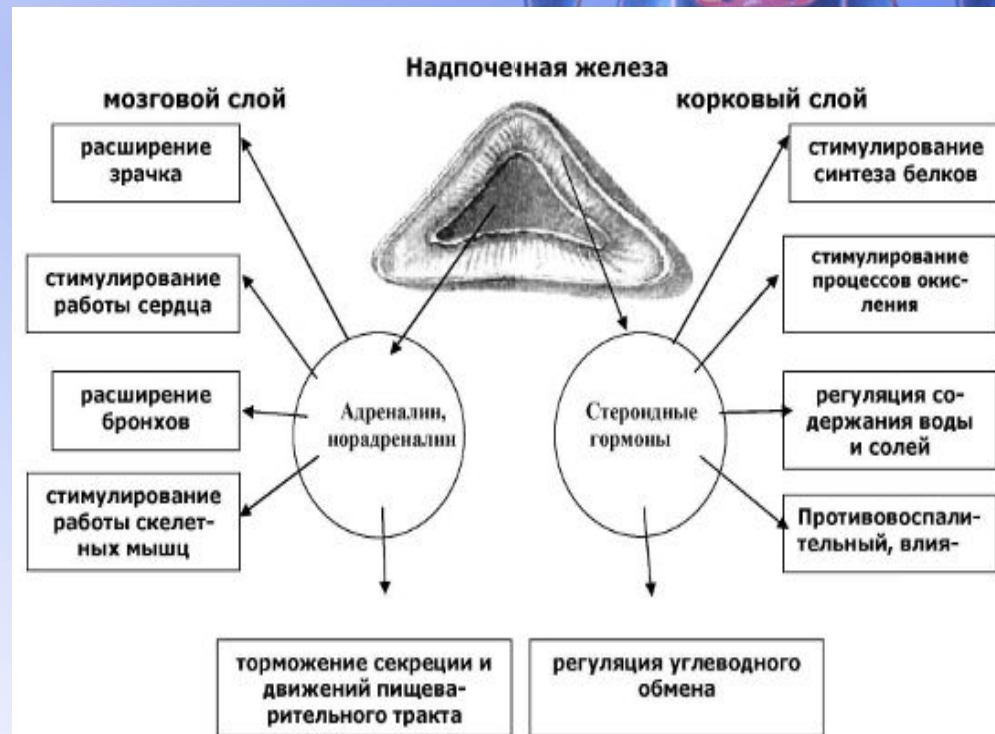 Надпочечная железа
мозговой слой
корковый слой
расширение
зрачка
стимулирование
работы сердца
расширение
бронхов
стимулирование
работы скелет-
ных мышц
Адреналин,
норадреналин
Стероидные
гормоны
стимулирование
синтеза белков
стимулирование
процессов окис-
ления
регуляция со-
держания воды
и солей
Противовоспали-
тельный, влия-
торможение секреции и
движений пищева-
рительного тракта
регуляция углеводного
обмена